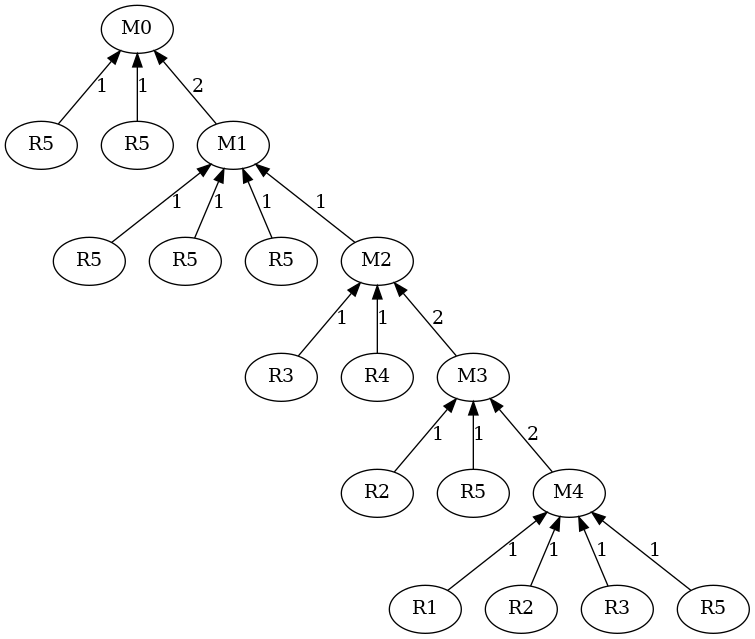 M0
1 1 2
R5 R5 M1
1 1 1 1
R5 R5 R5 M2
1 1 2
R3 R4 M3
1 1 2
R2 R5 M4
1 1 1 1
R1 R2 R3 R5